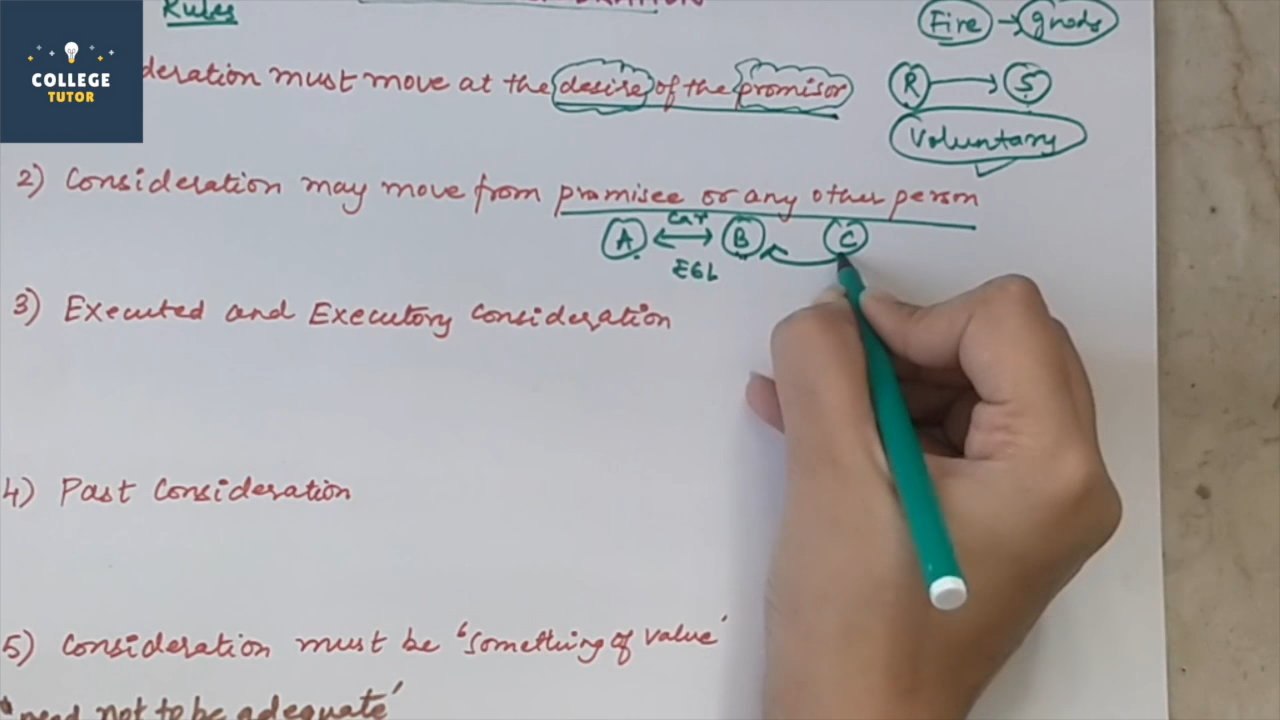 Rules
Fire → goods
COLLEGE
TUTOR
deration must move at the desire of the promisor
R → S
Voluntary
2) Consideration may move from promisee or any other person
car
A B C
₹6L
3) Executed and Executory Consideration
4) Past Consideration
5) Consideration must be 'Something of value'
need not to be adequate'